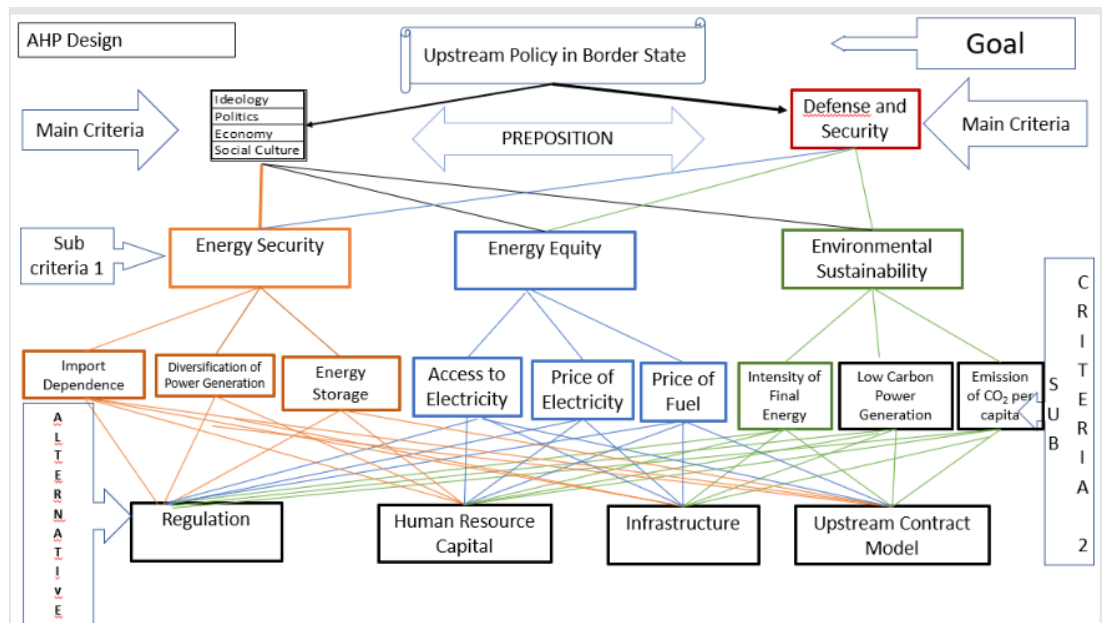 AHP Design
Upstream Policy in Border State
Goal
Main Criteria
Ideology
Politics
Economy
Social Culture
PREPOSITION
Defense and
Security
Main Criteria
Sub
criteria 1
Energy Security
Energy Equity
Environmental
Sustainability
Import
Dependence
Diversification of
Power Generation
Energy
Storage
Access to
Electricity
Price of
Electricity
Price of
Fuel
Intensity of
Final
Energy
Low Carbon
Power
Generation
Emission
of CO₂ per
capita
SUB
CRITERIA 2
ALTERNATIvE
Regulation
Human Resource
Capital
Infrastructure
Upstream Contract
Model